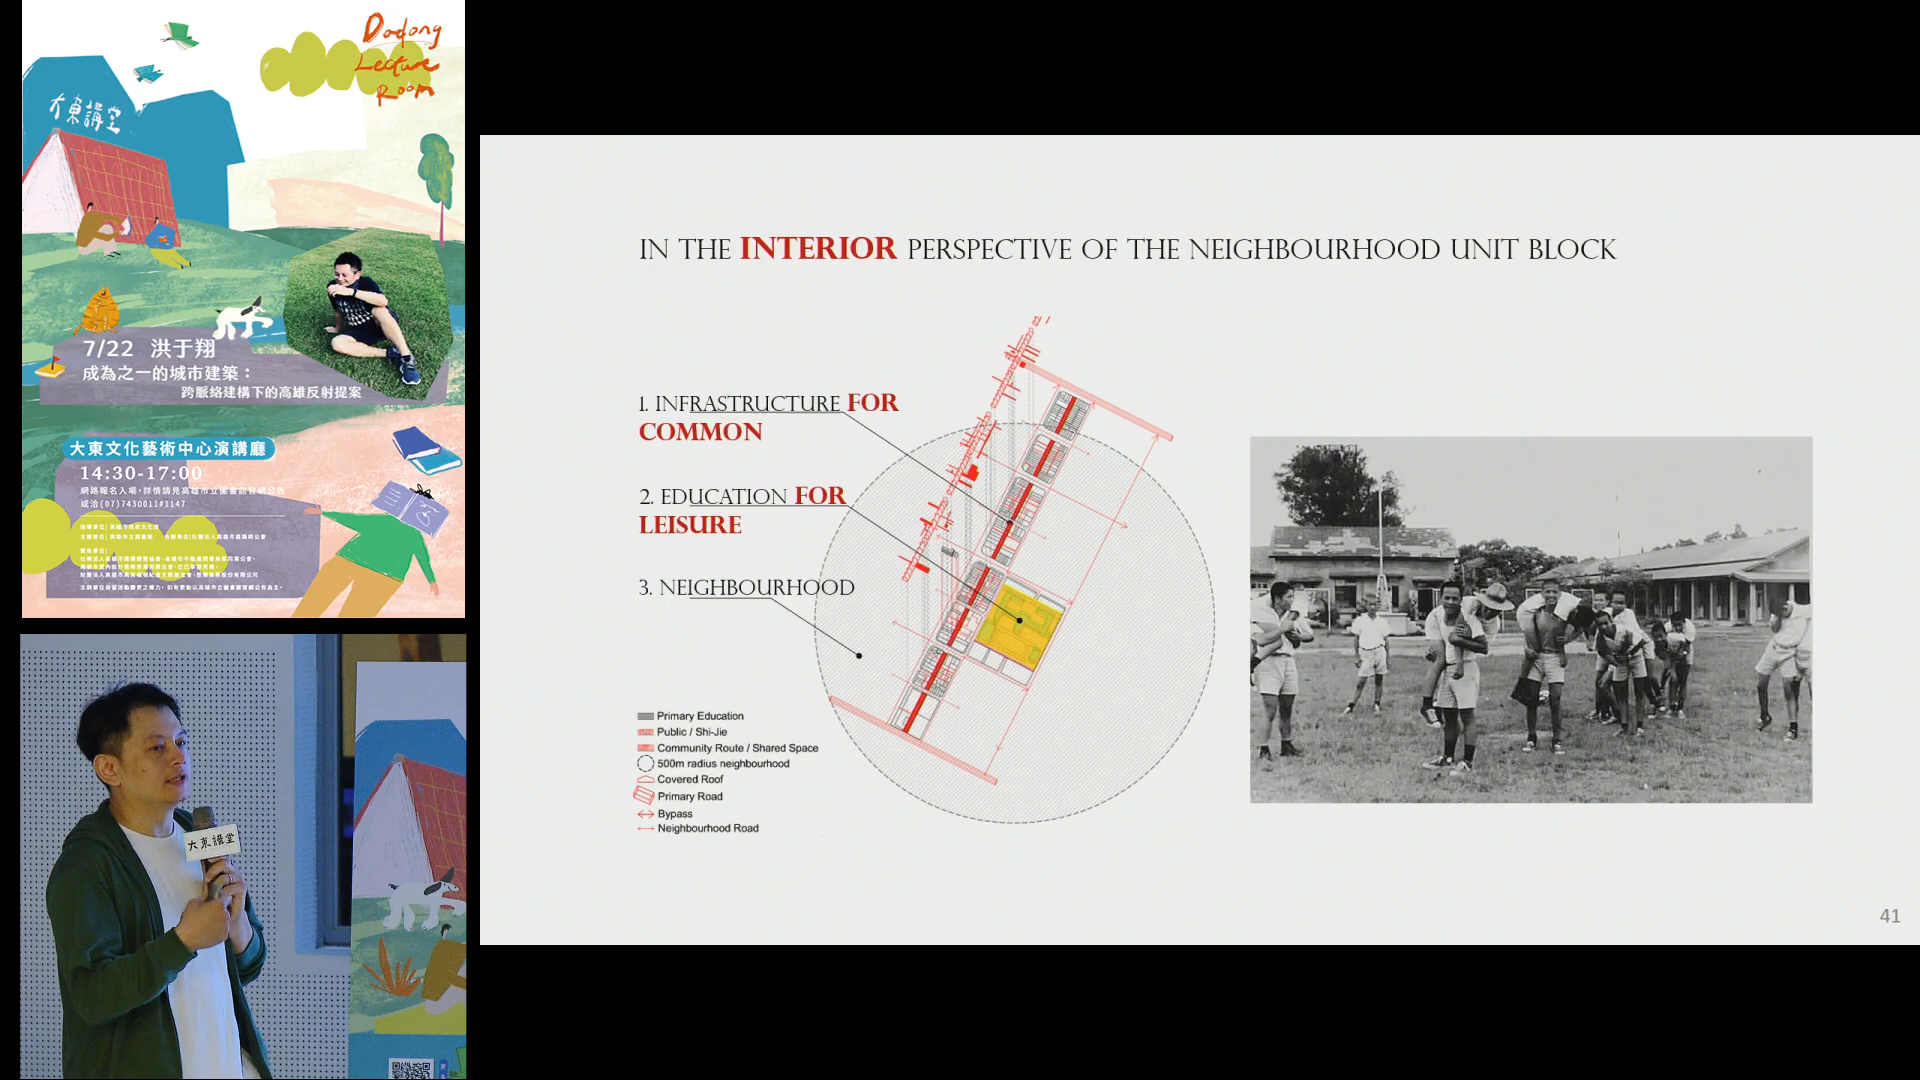 Dadong
Lecture
Room
大東講堂
7/22 洪于翔
成為之一的城市建築：
跨脈絡建構下的高雄反射提案
大東文化藝術中心演講廳
14:30-17:00
網路報名入場，詳情請見高雄市立圖書館官網公告
或洽(07)7430011#1147
大東講堂
IN THE INTERIOR PERSPECTIVE OF THE NEIGHBOURHOOD UNIT BLOCK
1. INFRASTRUCTURE FOR
COMMON
2. EDUCATION FOR
LEISURE
3. NEIGHBOURHOOD
Primary Education
Public / Shi-Jie
Community Route / Shared Space
500m radius neighbourhood
Covered Roof
Primary Road
Bypass
Neighbourhood Road
41